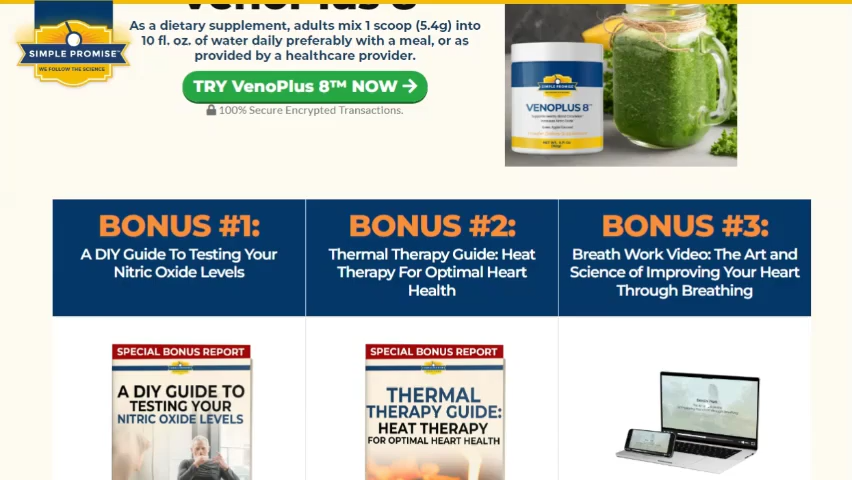 VenoPlus 8
As a dietary supplement, adults mix 1 scoop (5.4g) into
10 fl. oz. of water daily preferably with a meal, or as
provided by a healthcare provider.
SIMPLE PROMISE™
WE FOLLOW THE SCIENCE
TRY VenoPlus 8™ NOW →
100% Secure Encrypted Transactions.
SIMPLE PROMISE
VENOPLUS 8™
BONUS #1:
A DIY Guide To Testing Your
Nitric Oxide Levels
BONUS #2:
Thermal Therapy Guide: Heat
Therapy For Optimal Heart
Health
BONUS #3:
Breath Work Video: The Art and
Science of Improving Your Heart
Through Breathing
SPECIAL BONUS REPORT
A DIY GUIDE TO
TESTING YOUR
NITRIC OXIDE LEVELS
SPECIAL BONUS REPORT
THERMAL
THERAPY GUIDE:
HEAT THERAPY
FOR OPTIMAL HEART HEALTH